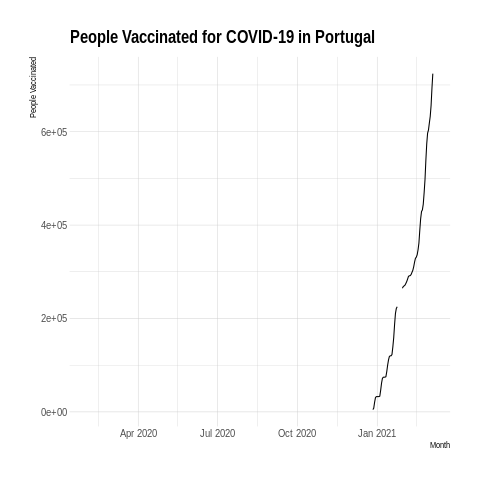 People Vaccinated for COVID-19 in Portugal
People Vaccinated
6e+05
4e+05
2e+05
0e+00
Apr 2020
Jul 2020
Oct 2020
Jan 2021
Month